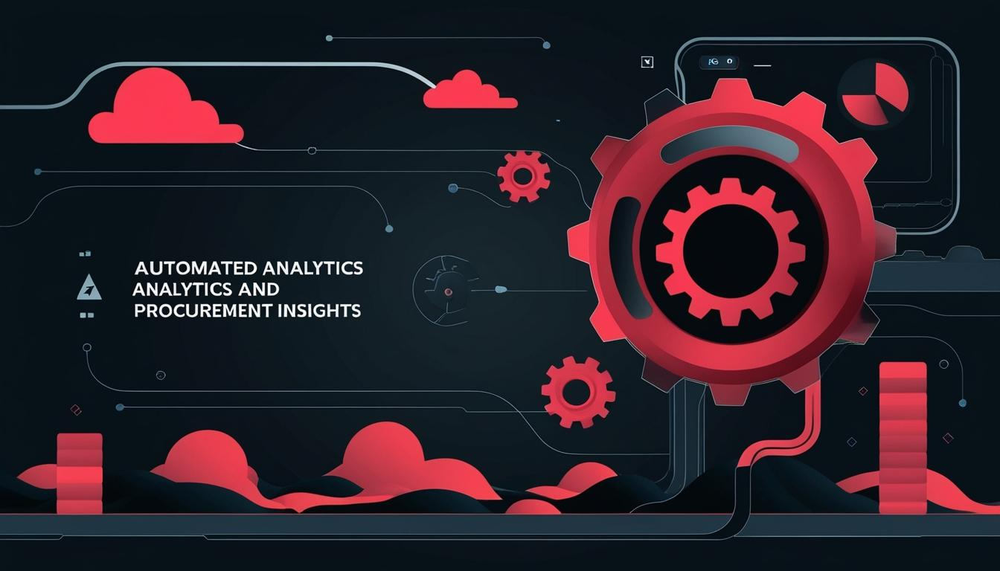 AUTOMATED ANALYTICS
ANALYTICS AND
PROCUREMENT INSIGHTS